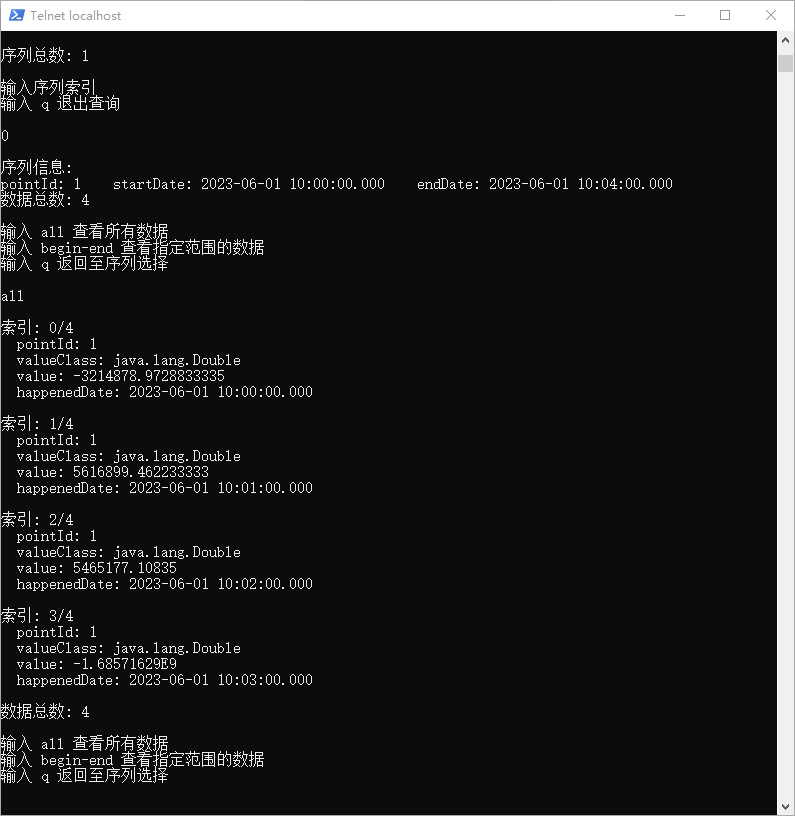 Telnet localhost
序列总数: 1
输入序列索引
输入 q 退出查询
0
序列信息:
pointId: 1    startDate: 2023-06-01 10:00:00.000    endDate: 2023-06-01 10:04:00.000
数据总数: 4
输入 all 查看所有数据
输入 begin-end 查看指定范围的数据
输入 q 返回至序列选择
all
索引: 0/4
  pointId: 1
  valueClass: java.lang.Double
  value: -3214878.9728833335
  happenedDate: 2023-06-01 10:00:00.000
索引: 1/4
  pointId: 1
  valueClass: java.lang.Double
  value: 5616899.462233333
  happenedDate: 2023-06-01 10:01:00.000
索引: 2/4
  pointId: 1
  valueClass: java.lang.Double
  value: 5465177.10835
  happenedDate: 2023-06-01 10:02:00.000
索引: 3/4
  pointId: 1
  valueClass: java.lang.Double
  value: -1.68571629E9
  happenedDate: 2023-06-01 10:03:00.000
数据总数: 4
输入 all 查看所有数据
输入 begin-end 查看指定范围的数据
输入 q 返回至序列选择